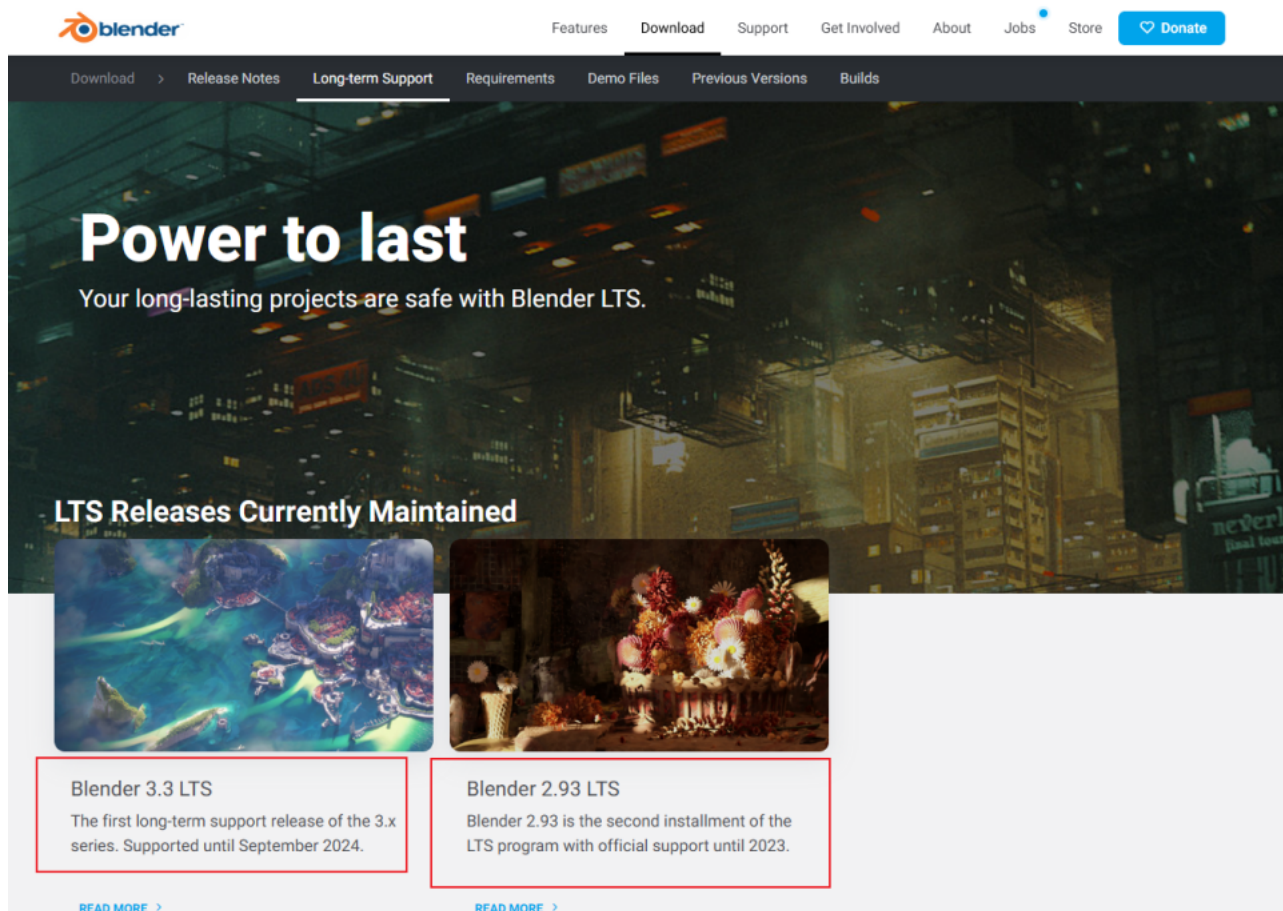 blender
Features Download Support Get Involved About Jobs Store Donate
Download > Release Notes Long-term Support Requirements Demo Files Previous Versions Builds
Power to last
Your long-lasting projects are safe with Blender LTS.
LTS Releases Currently Maintained
never
final tou
Blender 3.3 LTS
The first long-term support release of the 3.x
series. Supported until September 2024.
READ MORE >
Blender 2.93 LTS
Blender 2.93 is the second installment of the
LTS program with official support until 2023.
READ MORE >